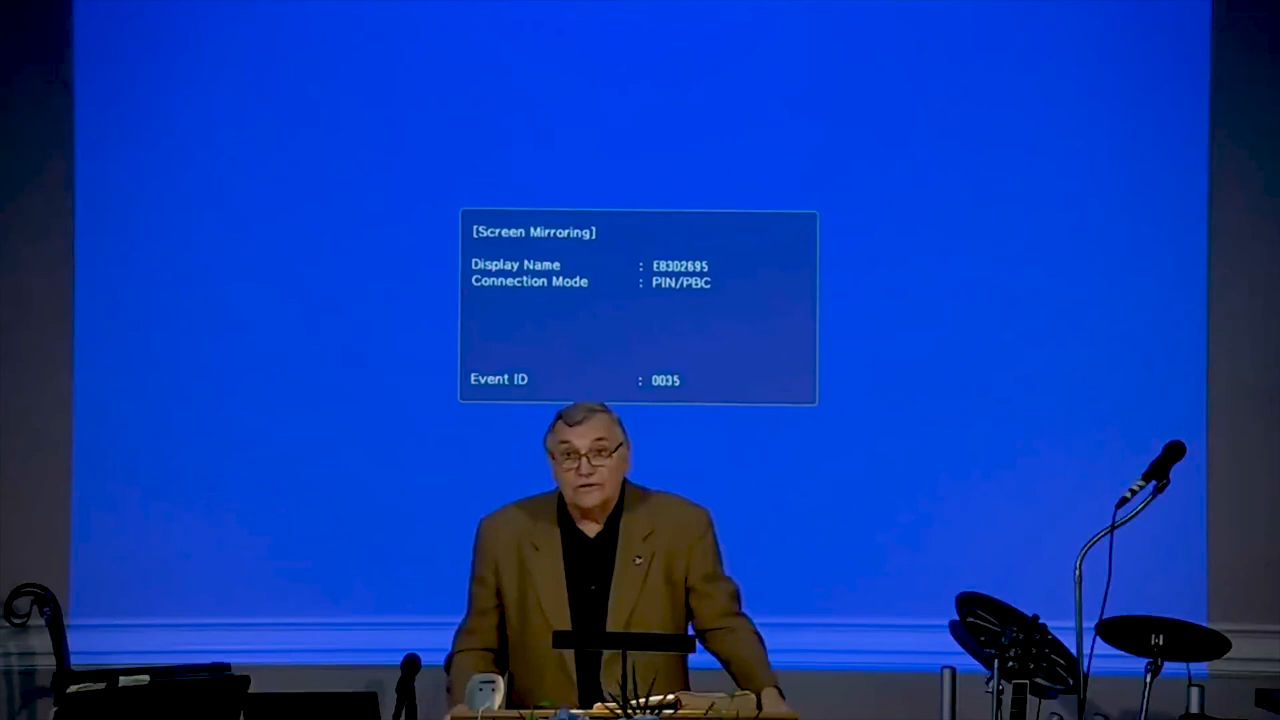 [Screen Mirroring]
Display Name : EB3D2695
Connection Mode : PIN/PBC
Event ID : 0035